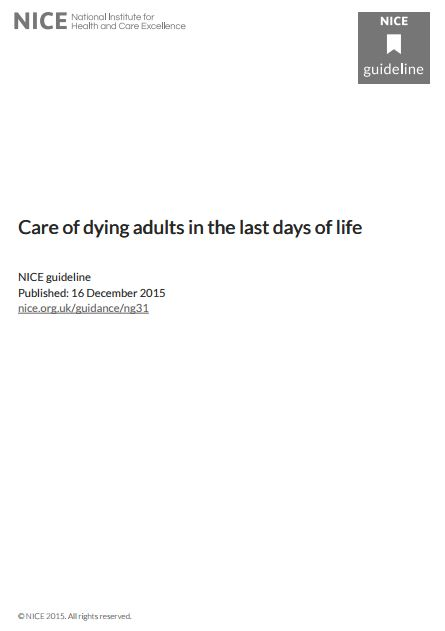 NICE National Institute for
Health and Care Excellence
NICE
guideline
Care of dying adults in the last days of life
NICE guideline
Published: 16 December 2015
nice.org.uk/guidance/ng31
© NICE 2015. All rights reserved.